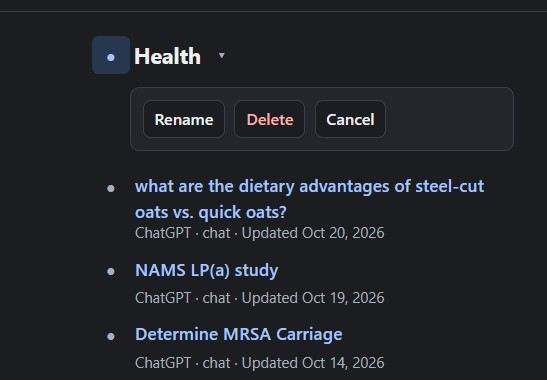 Health
Rename Delete Cancel
what are the dietary advantages of steel-cut
oats vs. quick oats?
ChatGPT · chat · Updated Oct 20, 2026
NAMS LP(a) study
ChatGPT · chat · Updated Oct 19, 2026
Determine MRSA Carriage
ChatGPT · chat · Updated Oct 14, 2026